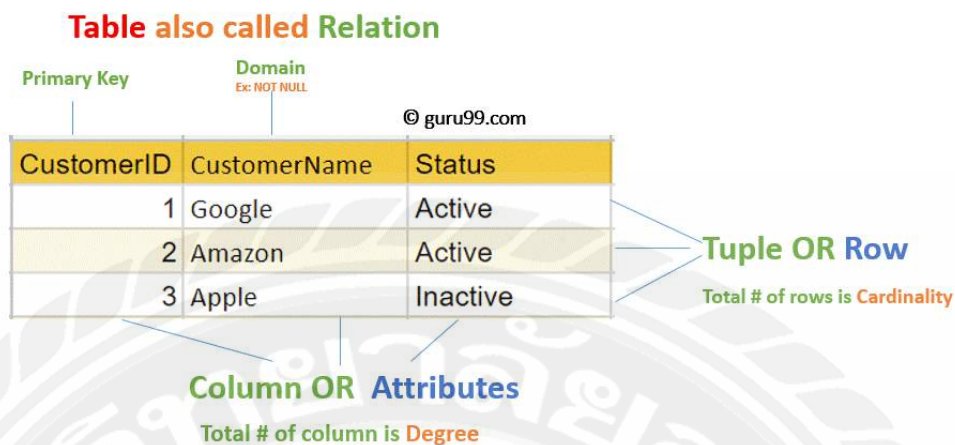 Table also called Relation
Primary Key
Domain
Ex: NOT NULL
© guru99.com
CustomerID CustomerName Status
1 Google Active
2 Amazon Active
3 Apple Inactive
Tuple OR Row
Total # of rows is Cardinality
Column OR Attributes
Total # of column is Degree